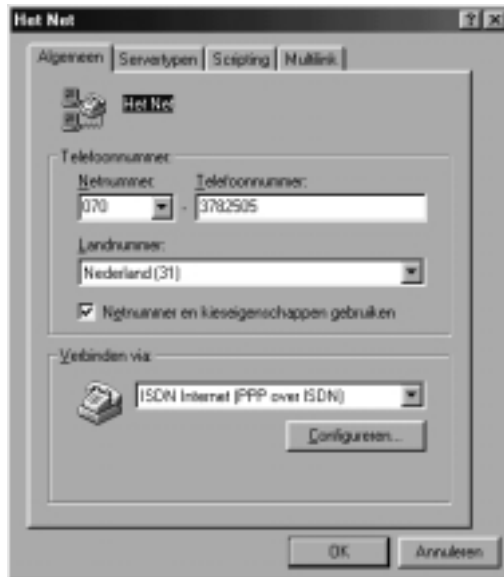 Het Net
Algemeen Servertypen Scripting Multilink
Het Net
Telefoonnummer
Netnummer: Telefoonnummer:
070 - 3782505
Landnummer:
Nederland (31)
Netnummer en kieseigenschappen gebruiken
Verbinden via:
ISDN Internet (PPP over ISDN)
Configureren...
OK Annuleren